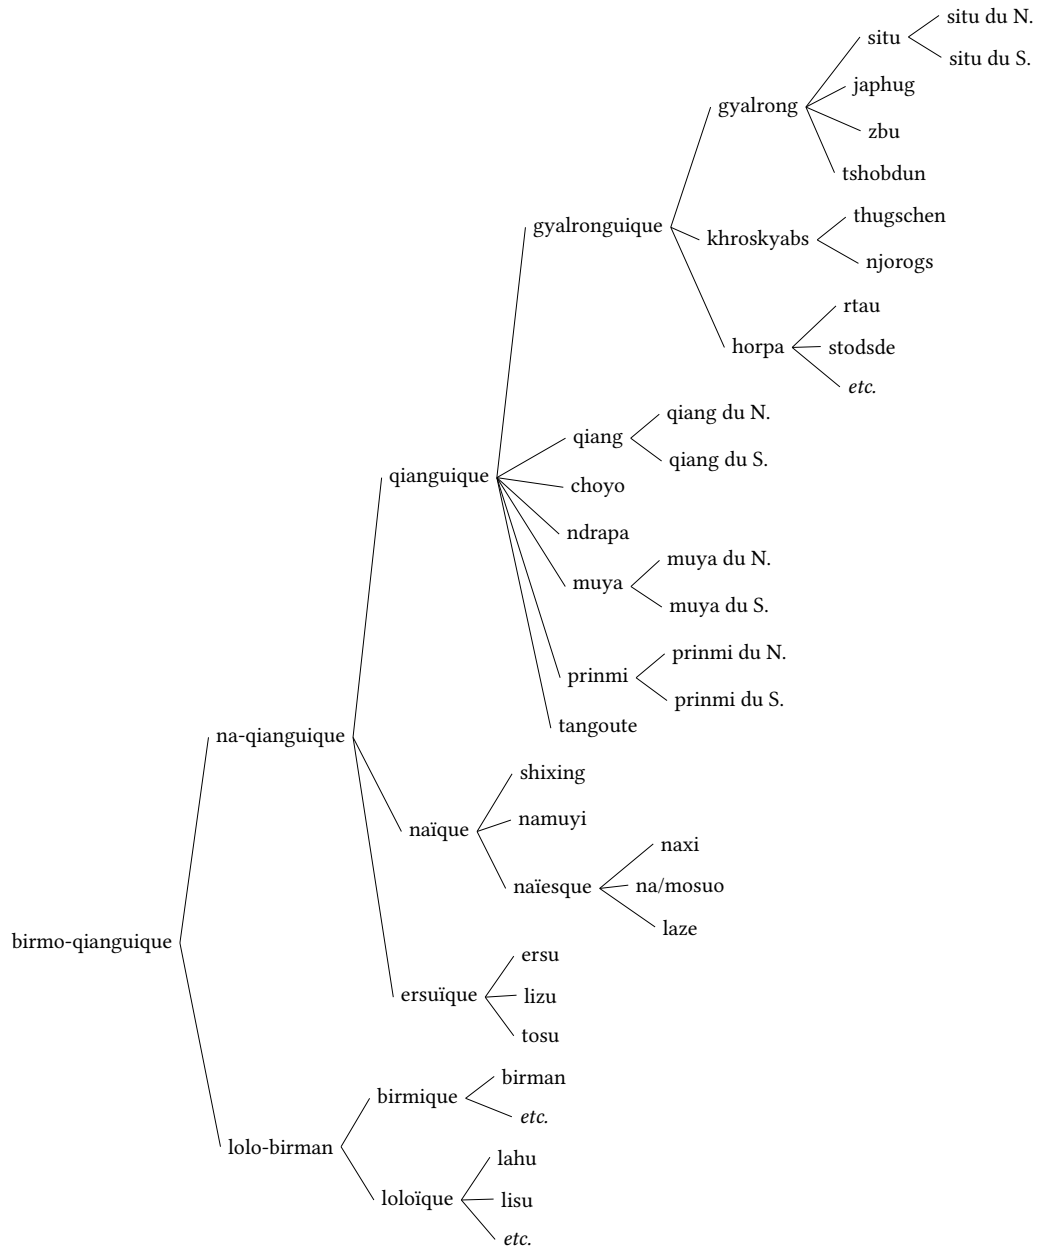 situ du N.
situ
situ du S.
japhug
gyalrong
zbu
tshobdun
thugschen
gyalronguique
khroskyabs
njorogs
rtau
horpa
stodsde
etc.
qiang du N.
qiang
qiang du S.
qianguique
choyo
ndrapa
muya du N.
muya
muya du S.
prinmi du N.
prinmi
prinmi du S.
tangoute
na-qianguique
shixing
namuyi
naïque
naxi
naïesque
na/mosuo
laze
birmo-qianguique
ersu
ersuïque
lizu
tosu
birman
birmique
etc.
lolo-birman
lahu
loloïque
lisu
etc.